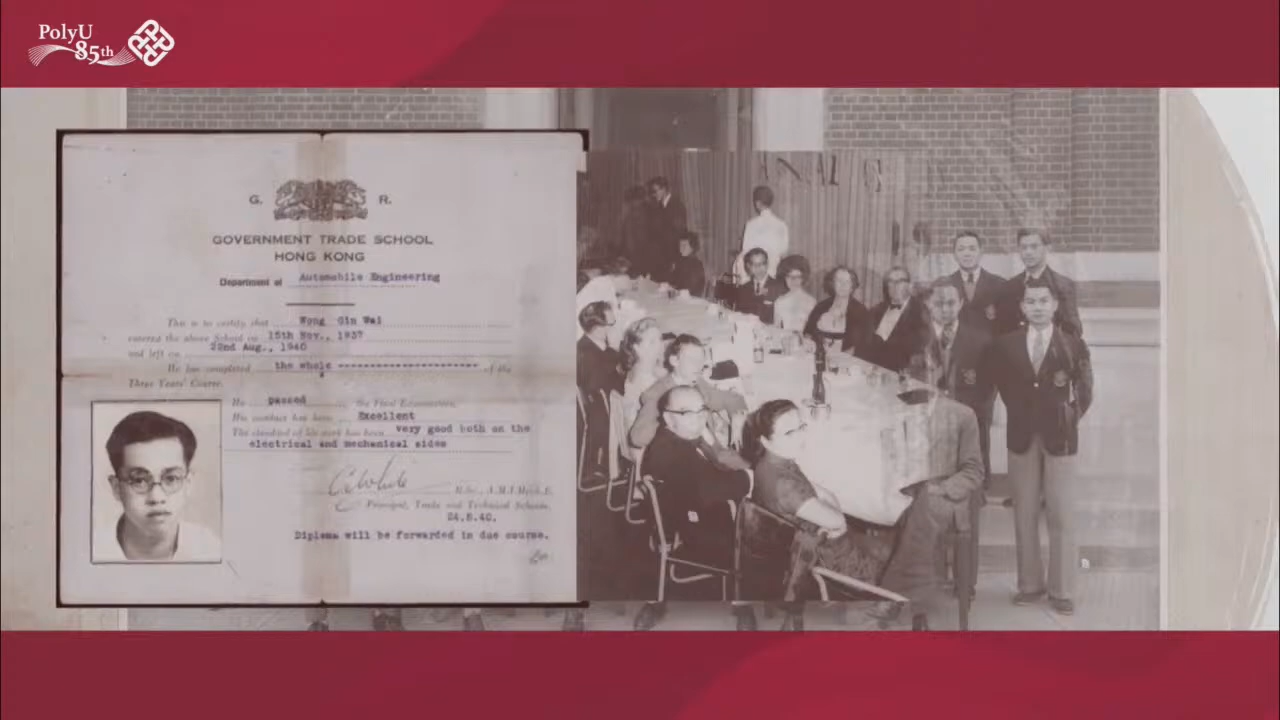 PolyU
85th
G. R.
GOVERNMENT TRADE SCHOOL
HONG KONG
Department of Automobile Engineering
This is to certify that Wong Gin Wai
entered the above School on 15th Nov., 1937
and left on 22nd Aug., 1940
He has completed the whole ---------------------- of the
Three Years' Course.
He passed the Final Examination.
His conduct has been Excellent
The standard of his work has been very good both on the
electrical and mechanical sides
Principal, Trade and Technical Schools.
24.8.40.
Diploma will be forwarded in due course.